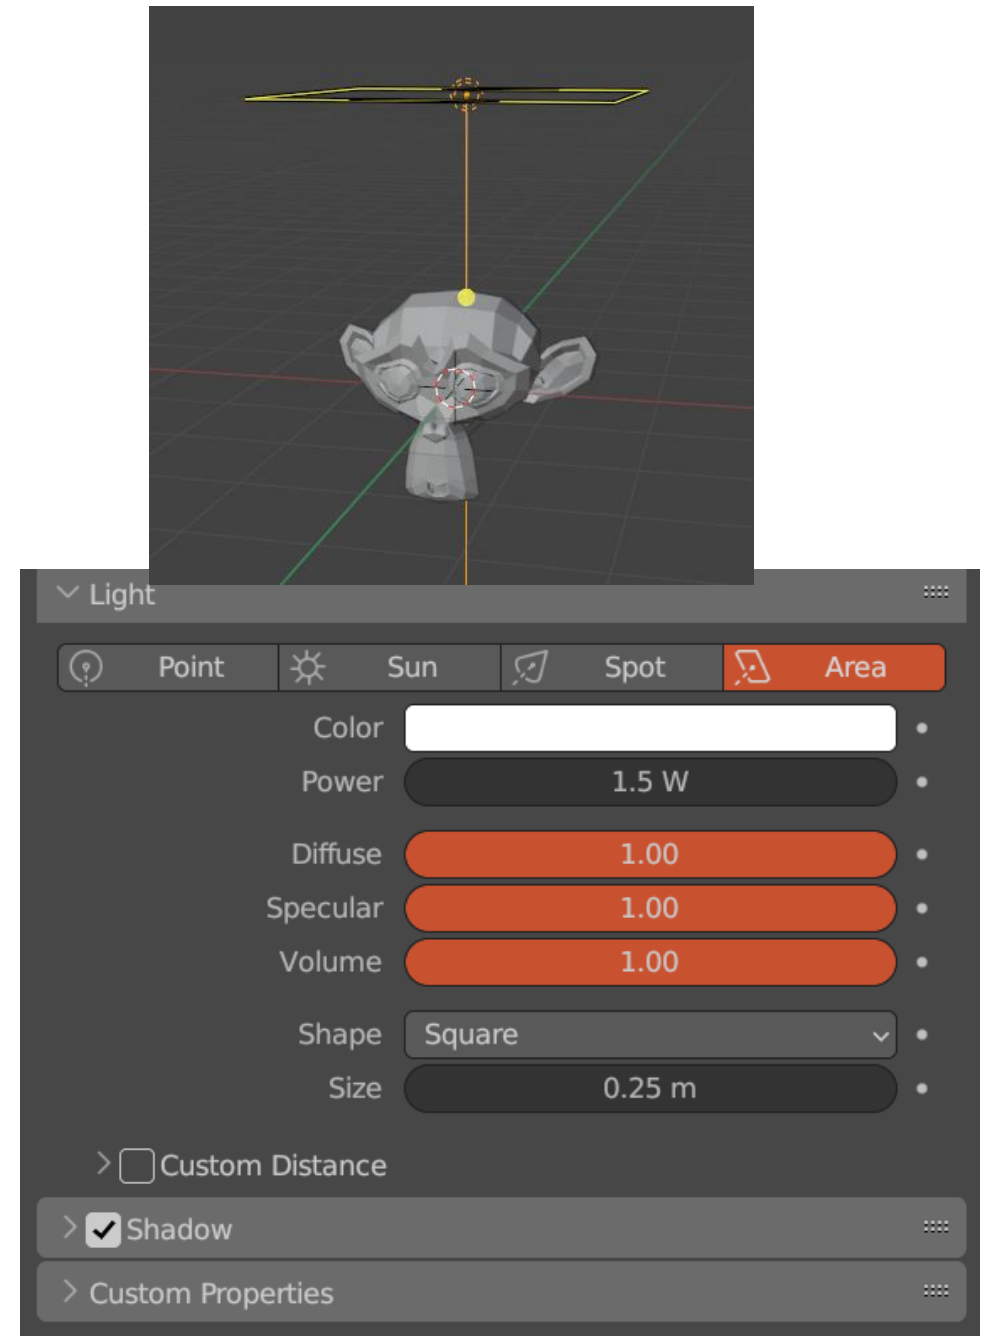 Light
Point Sun Spot Area
Color
Power 1.5 W
Diffuse 1.00
Specular 1.00
Volume 1.00
Shape Square
Size 0.25 m
Custom Distance
Shadow
Custom Properties